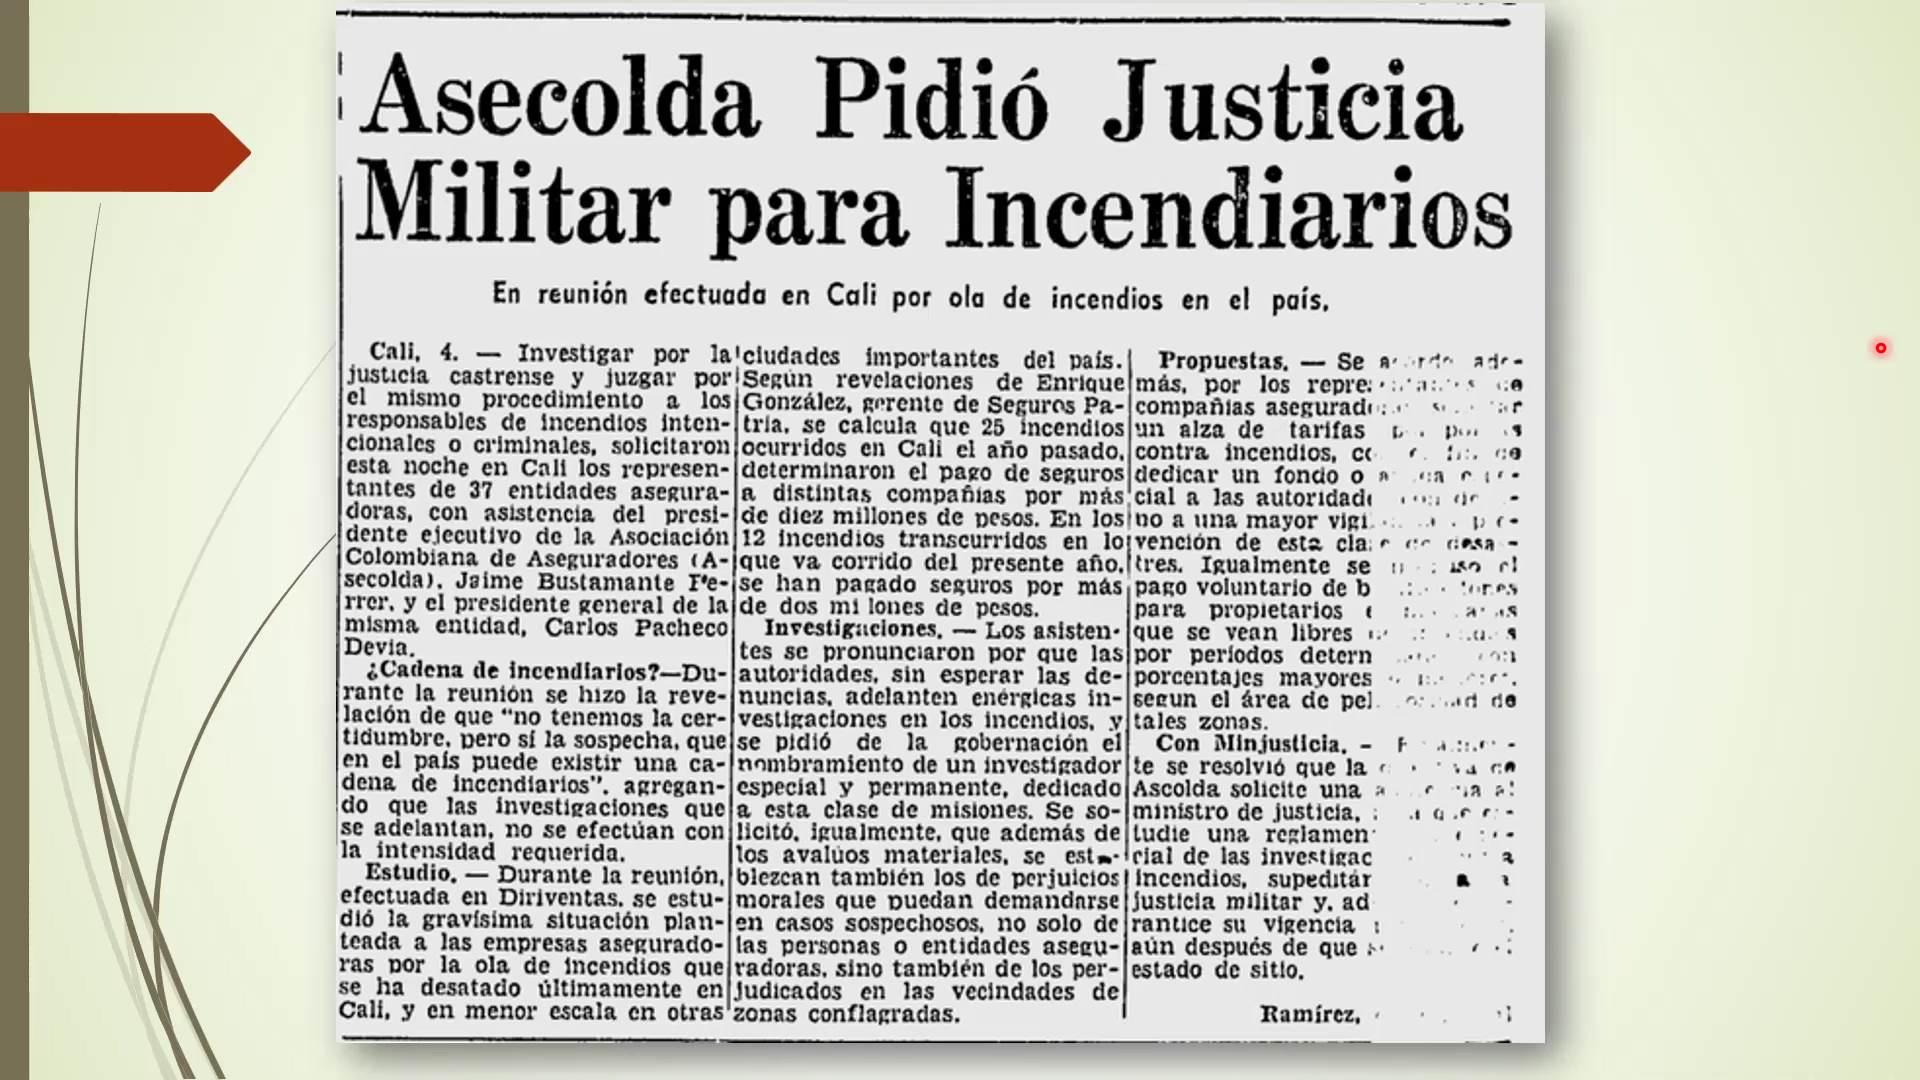 Asecolda Pidió Justicia
Militar para Incendiarios
En reunión efectuada en Cali por ola de incendios en el país.
Cali, 4. — Investigar por la
justicia castrense y juzgar por
el mismo procedimiento a los
responsables de incendios inten-
cionales o criminales, solicitaron
esta noche en Cali los represen-
tantes de 37 entidades asegura-
doras, con asistencia del presi-
dente ejecutivo de la Asociación
Colombiana de Aseguradores (A-
secolda), Jaime Bustamante Fe-
rrer, y el presidente general de la
misma entidad, Carlos Pacheco
Devia.
¿Cadena de incendiarios?—Du-
rante la reunión se hizo la reve-
lación de que "no tenemos la cer-
tidumbre, pero sí la sospecha, que
en el país puede existir una ca-
dena de incendiarios", agregan-
do que las investigaciones que
se adelantan, no se efectúan con
la intensidad requerida.
Estudio. — Durante la reunión,
efectuada en Diriventas, se estu-
dió la gravísima situación plan-
teada a las empresas asegurado-
ras por la ola de incendios que
se ha desatado últimamente en
Cali, y en menor escala en otras
ciudades importantes del país.
Según revelaciones de Enrique
González, gerente de Seguros Pa-
tria, se calcula que 25 incendios
ocurridos en Cali el año pasado,
determinaron el pago de seguros
a distintas compañías por más
de diez millones de pesos. En los
12 incendios transcurridos en lo
que va corrido del presente año,
se han pagado seguros por más
de dos mi lones de pesos.
Investigaciones. — Los asisten-
tes se pronunciaron por que las
autoridades, sin esperar las de-
nuncias, adelanten enérgicas in-
vestigaciones en los incendios, y
se pidió de la gobernación el
nombramiento de un investigador
especial y permanente, dedicado
a esta clase de misiones. Se so-
licitó, igualmente, que además de
los avalúos materiales, se esta-
blezcan también los de perjuicios
morales que puedan demandarse
en casos sospechosos, no solo de
las personas o entidades asegu-
radoras, sino también de los per-
judicados en las vecindades de
zonas conflagradas.
Propuestas. — Se
más, por los repre
compañías asegurad
un alza de tarifas
contra incendios,
dedicar un fondo o
cial a las autoridad
no a una mayor vigi
vención de esta cla
tres. Igualmente se
pago voluntario de b
para propietarios
que se vean libres
por períodos determ
porcentajes mayores
segun el área de pel
tales zonas.
Con Minjusticia. –
te se resolvió que la
Ascolda solicite una
ministro de justicia,
tudie una reglamen
cial de las investigac
incendios, supeditár
justicia militar y, ad
rantice su vigencia
aún después de que
estado de sitio.
Ramírez,